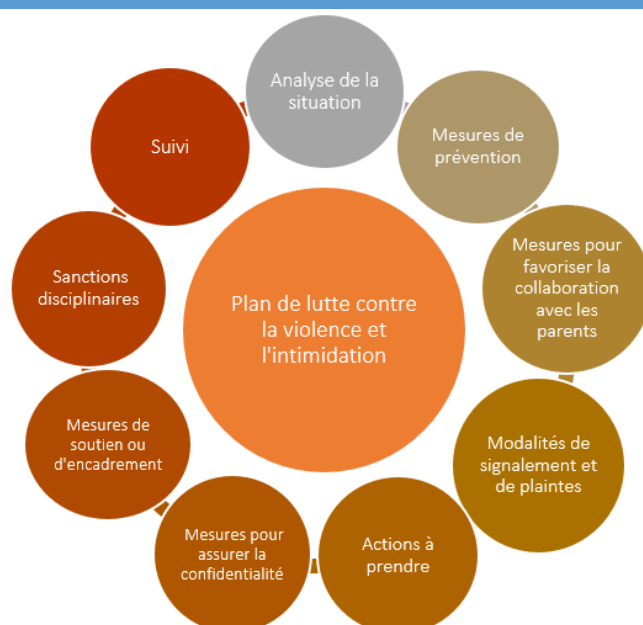 Analyse de la
situation
Mesures de
prévention
Mesures pour
favoriser la
collaboration
avec les
parents
Modalités de
signalement et
de plaintes
Actions à
prendre
Mesures pour
assurer la
confidentialité
Mesures de
soutien ou
d'encadrement
Sanctions
disciplinaires
Suivi
Plan de lutte contre
la violence et
l'intimidation